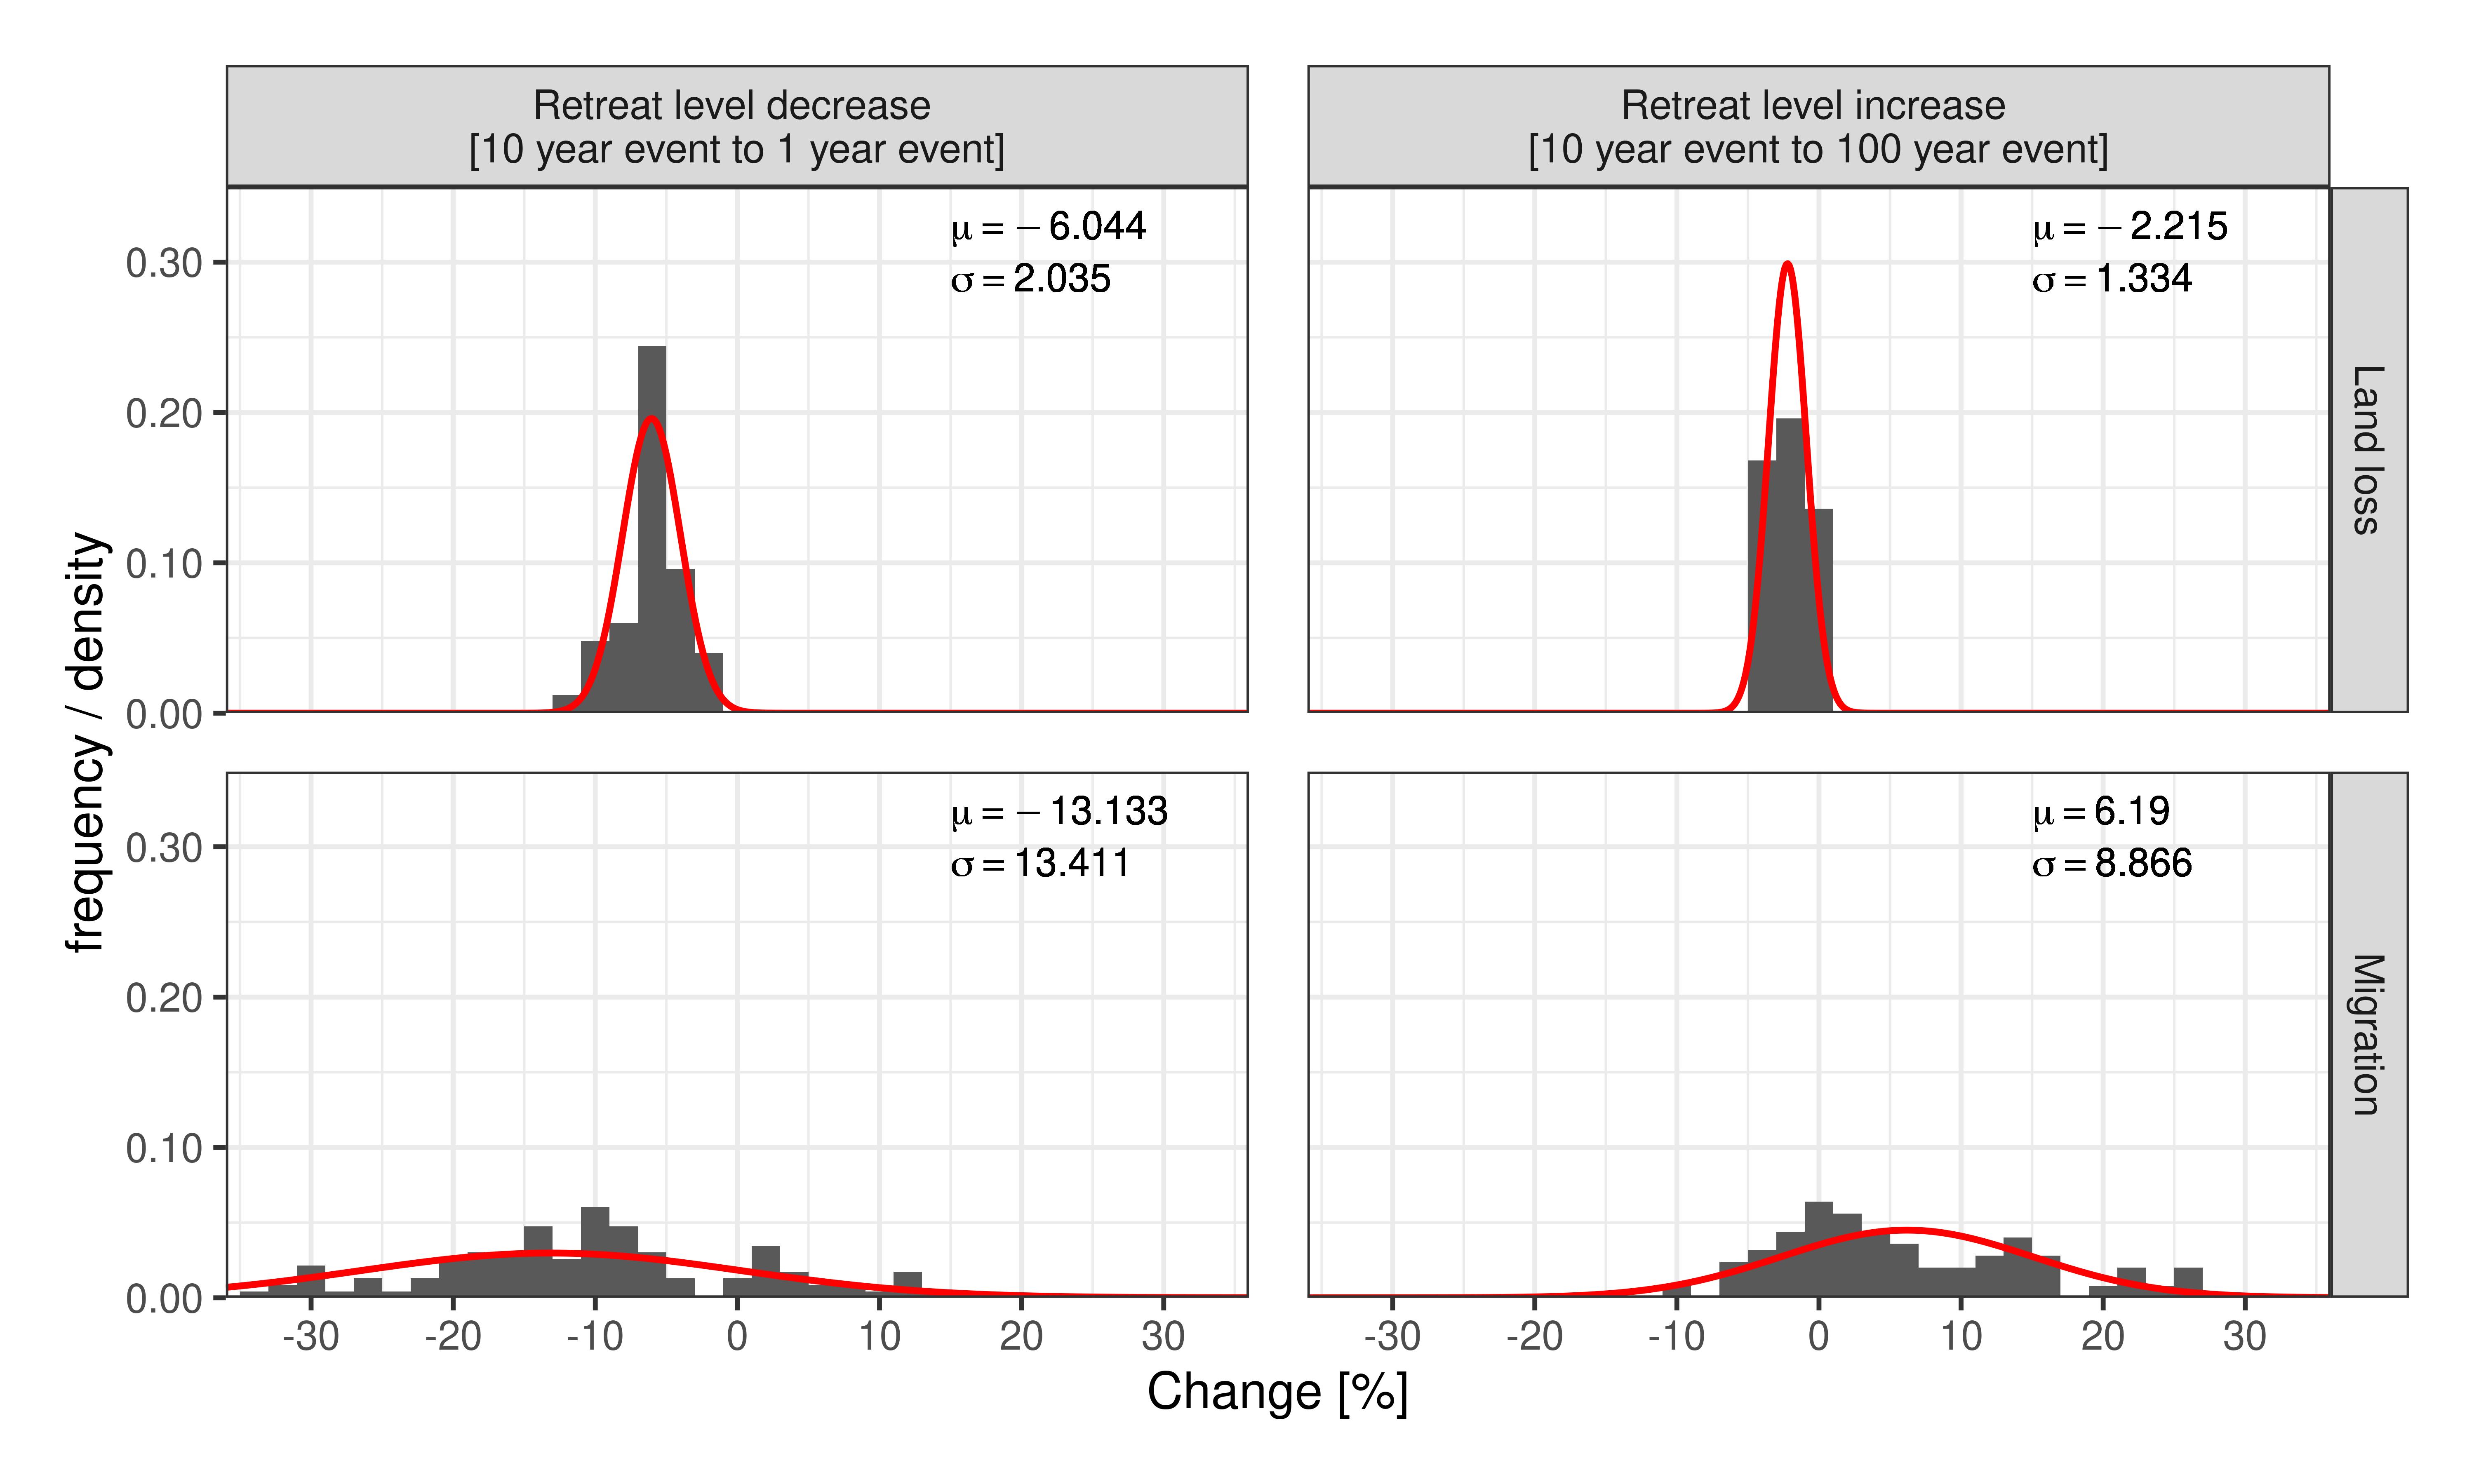 Retreat level decrease
[10 year event to 1 year event]
Retreat level increase
[10 year event to 100 year event]
μ = − 6.044
σ = 2.035
μ = − 2.215
σ = 1.334
Land loss
0.30
0.20
0.10
0.00
frequency / density
μ = − 13.133
σ = 13.411
μ = 6.19
σ = 8.866
Migration
0.30
0.20
0.10
0.00
-30 -20 -10 0 10 20 30
-30 -20 -10 0 10 20 30
Change [%]